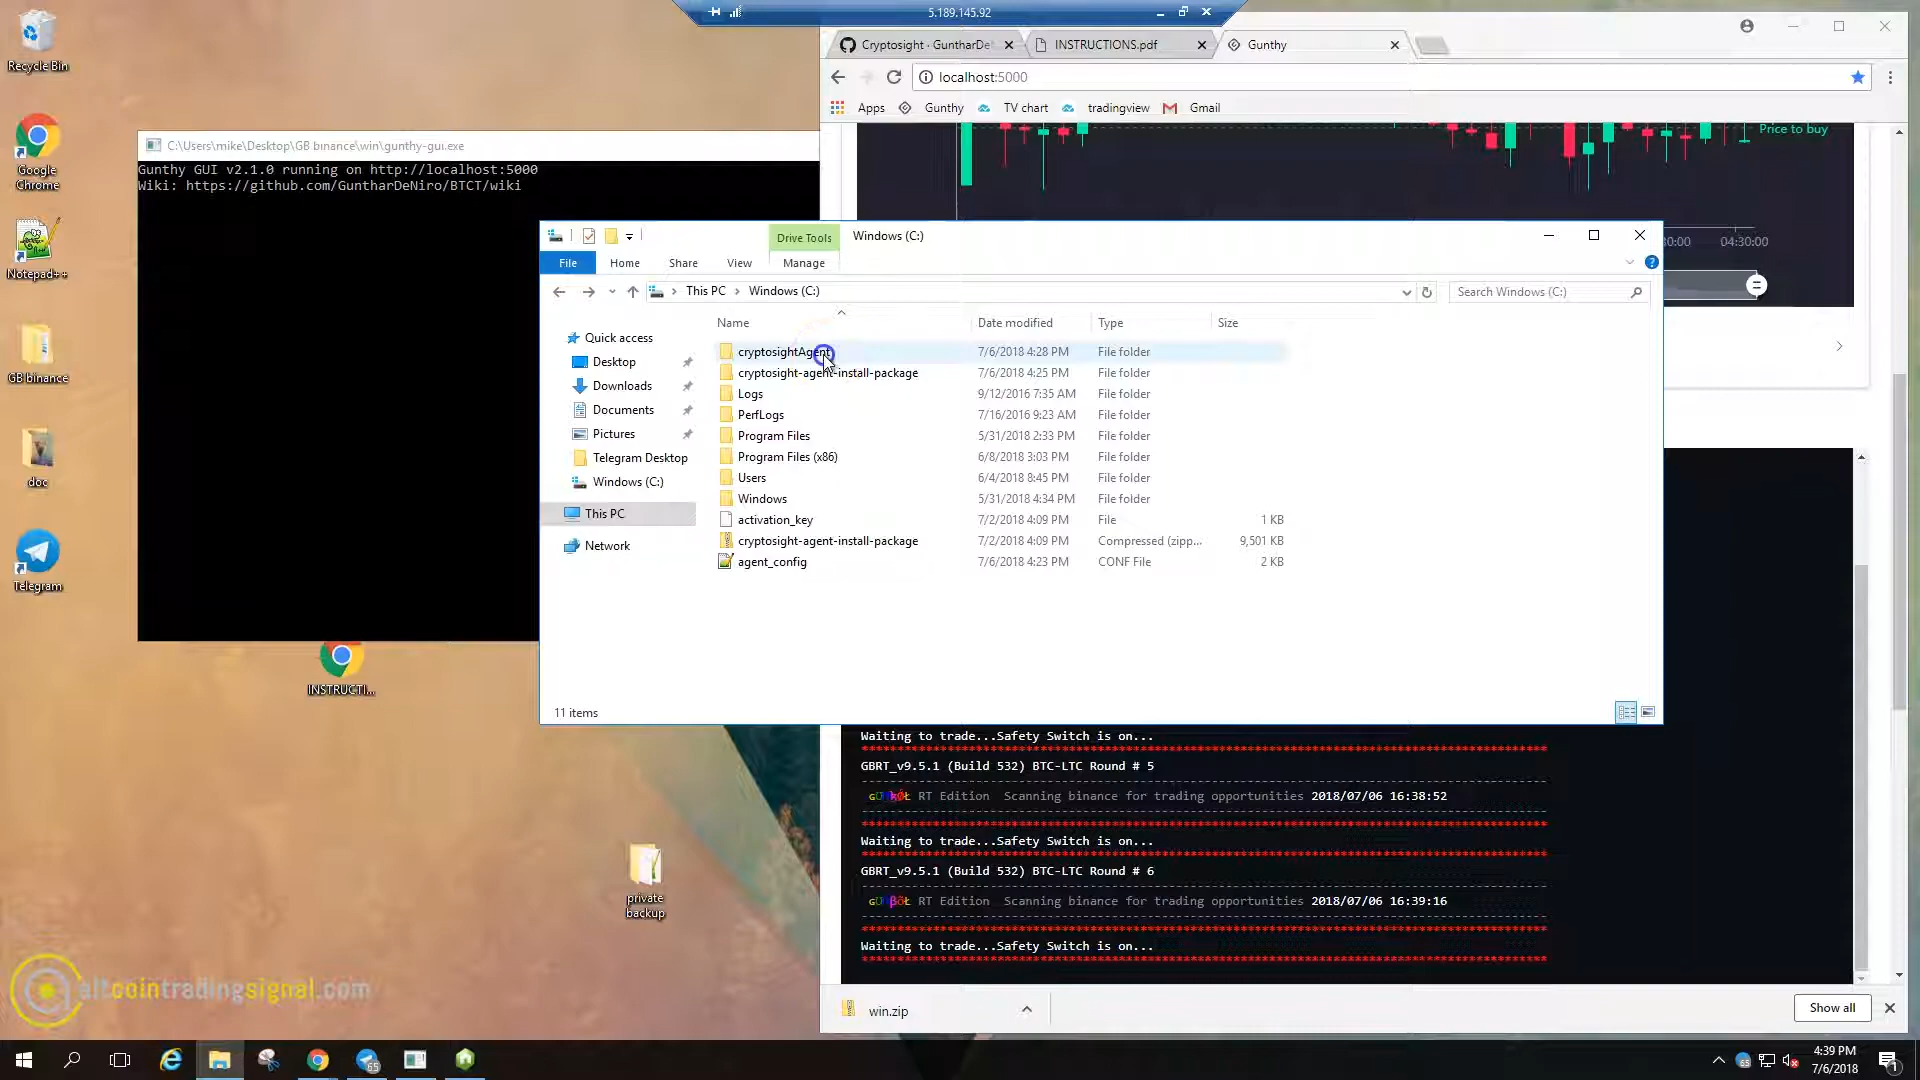 5.189.145.92
Recycle Bin
Google
Chrome
Notepad++
GB binance
doc
Telegram
INSTRUCTI...
private
backup
altcointradingsignal.com
C:\Users\mike\Desktop\GB binance\win\gunthy-gui.exe
Gunthy GUI v2.1.0 running on http://localhost:5000
Wiki: https://github.com/GuntharDeNiro/BTCT/wiki
Cryptosight · GuntharDe
INSTRUCTIONS.pdf
Gunthy
localhost:5000
Apps
Gunthy
TV chart
tradingview
Gmail
Price to buy
00:00
04:30:00
Drive Tools
Windows (C:)
File
Home
Share
View
Manage
This PC
Windows (C:)
Search Windows (C:)
Name
Date modified
Type
Size
Quick access
Desktop
Downloads
Documents
Pictures
Telegram Desktop
Windows (C:)
This PC
Network
cryptosightAgent 7/6/2018 4:28 PM File folder
cryptosight-agent-install-package 7/6/2018 4:25 PM File folder
Logs 9/12/2016 7:35 AM File folder
PerfLogs 7/16/2016 9:23 AM File folder
Program Files 5/31/2018 2:33 PM File folder
Program Files (x86) 6/8/2018 3:03 PM File folder
Users 6/4/2018 8:45 PM File folder
Windows 5/31/2018 4:34 PM File folder
activation_key 7/2/2018 4:09 PM File 1 KB
cryptosight-agent-install-package 7/2/2018 4:09 PM Compressed (zipp... 9,501 KB
agent_config 7/6/2018 4:23 PM CONF File 2 KB
11 items
Waiting to trade...Safety Switch is on...
GBRT_v9.5.1 (Build 532) BTC-LTC Round # 5
RT Edition Scanning binance for trading opportunities 2018/07/06 16:38:52
Waiting to trade...Safety Switch is on...
GBRT_v9.5.1 (Build 532) BTC-LTC Round # 6
RT Edition Scanning binance for trading opportunities 2018/07/06 16:39:16
Waiting to trade...Safety Switch is on...
win.zip
Show all
65
65
4:39 PM
7/6/2018
1